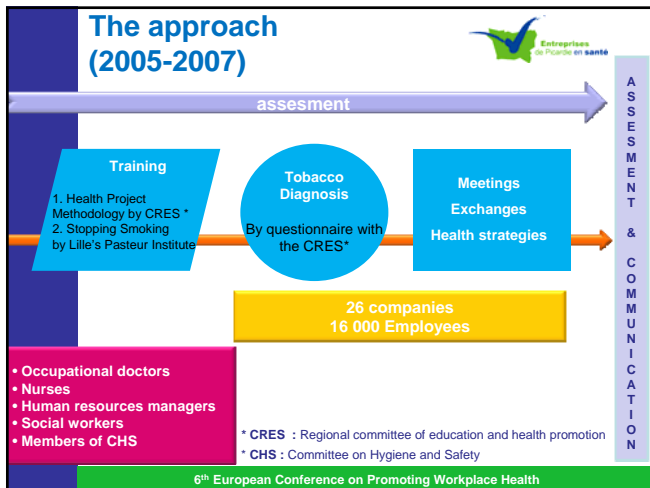 The approach
(2005-2007)
Entreprises
de Picardie en santé
assesment
Training
1. Health Project
Methodology by CRES *
2. Stopping Smoking
by Lille's Pasteur Institute
Tobacco
Diagnosis
By questionnaire with
the CRES*
Meetings
Exchanges
Health strategies
ASSESMENT & COMMUNICATION
26 companies
16 000 Employees
• Occupational doctors
• Nurses
• Human resources managers
• Social workers
• Members of CHS
* CRES : Regional committee of education and health promotion
* CHS : Committee on Hygiene and Safety
6th European Conference on Promoting Workplace Health